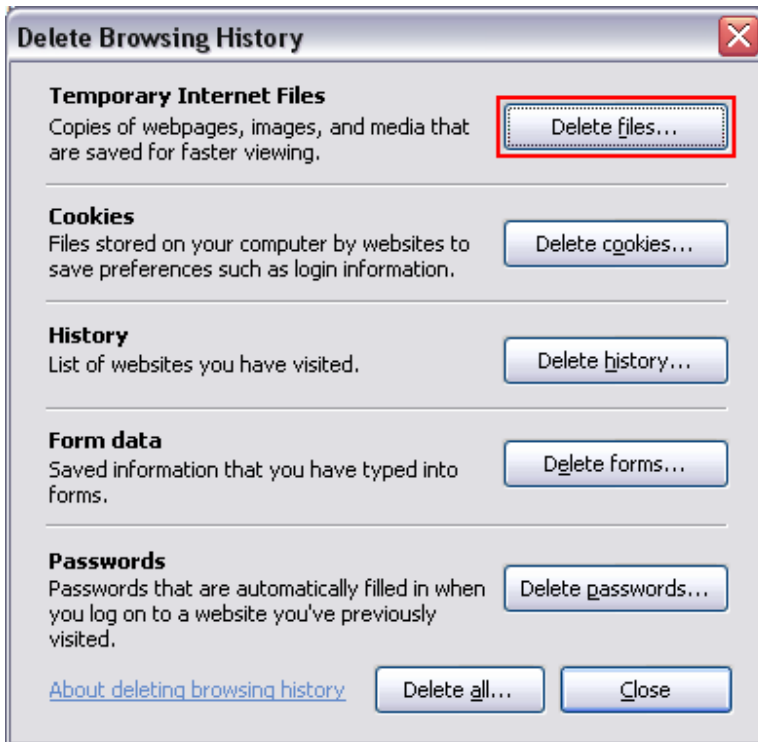 Delete Browsing History
Temporary Internet Files
Copies of webpages, images, and media that
are saved for faster viewing.
Delete files...
Cookies
Files stored on your computer by websites to
save preferences such as login information.
Delete cookies...
History
List of websites you have visited.
Delete history...
Form data
Saved information that you have typed into
forms.
Delete forms...
Passwords
Passwords that are automatically filled in when
you log on to a website you've previously
visited.
Delete passwords...
About deleting browsing history
Delete all...
Close